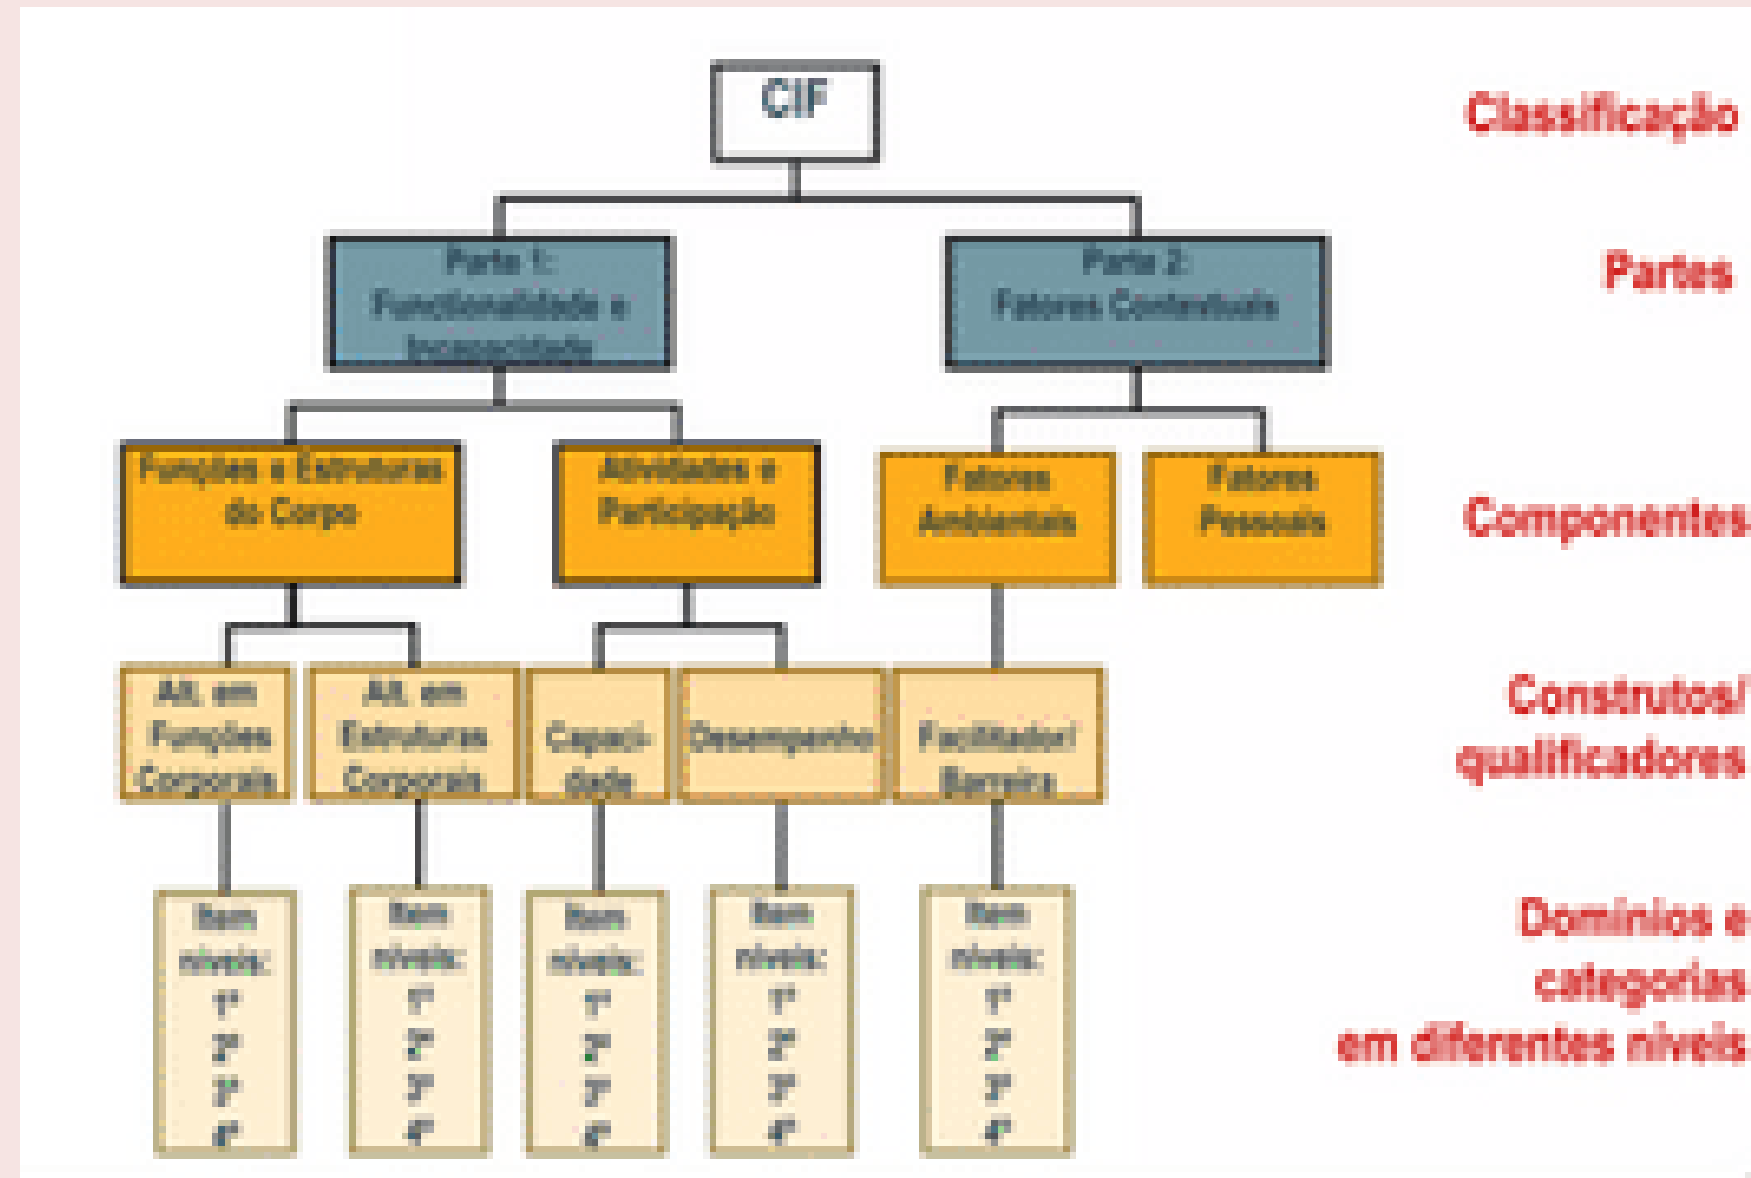 CIF
Classificação
Parte 1:
Functionalidade e
Incapacidade
Parte 2:
Fatores Contextuais
Partes
Funções e Estruturas
do Corpo
Atividades e
Participação
Fatores
Ambientais
Fatores
Pessoais
Componentes
Alt. em
Funções
Corporais
Alt. em
Estruturas
Corporais
Capaci-
dade
Desempenho
Facilitador/
Barreira
Construtos/
qualificadores
Item
níveis:
1º
2º
3º
4º
Item
níveis:
1º
2º
3º
4º
Item
níveis:
1º
2º
3º
4º
Item
níveis:
1º
2º
3º
4º
Item
níveis:
1º
2º
3º
4º
Domínios e
categorias
em diferentes níveis